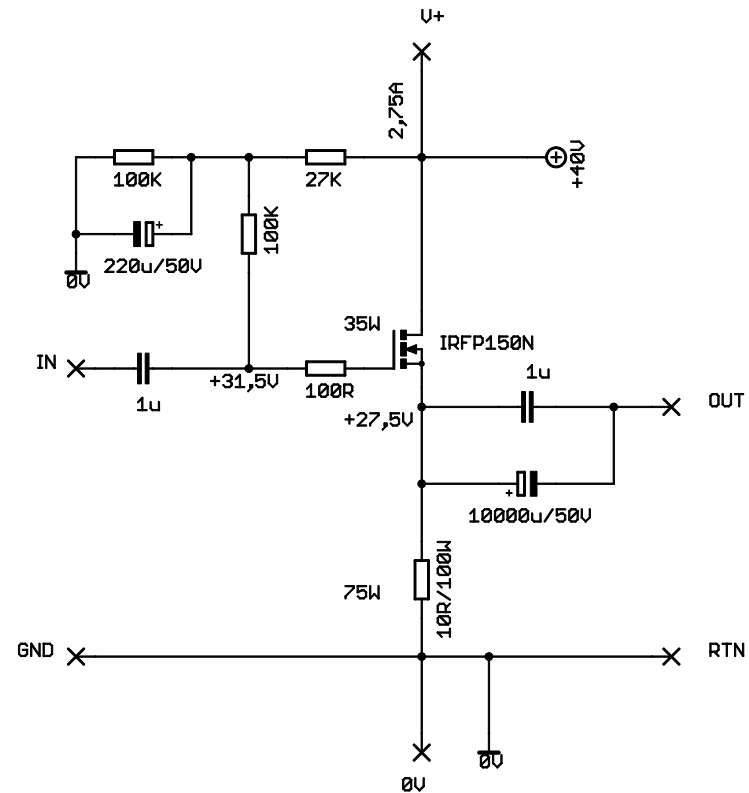 V+
2,75A
+40V
100K
27K
100K
220u/50V
0V
35W
IRFP150N
IN
+31,5V
100R
1u
1u
OUT
+27,5V
+
10000u/50V
75W
10R/100W
GND
RTN
0V
0V